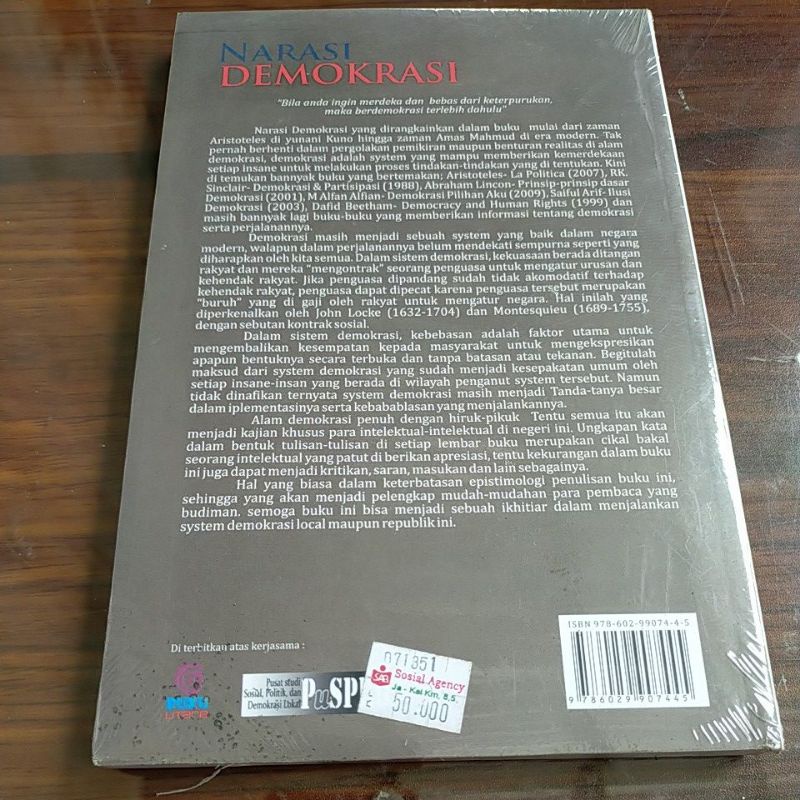 NARASI
DEMOKRASI
"Bila anda ingin merdeka dan bebas dari keterpurukan,
maka berdemokrasi terlebih dahulu"
Narasi Demokrasi yang dirangkainkan dalam buku mulai dari zaman
Aristoteles di yunani Kuno hingga zaman Amas Mahmud di era modern. Tak
pernah berhenti dalam pergolakan pemikiran maupun benturan realitas di alam
demokrasi, demokrasi adalah system yang mampu memberikan kemerdekaan
setiap insane untuk melakukan proses tindakan-tindakan yang di tentukan. Kini
di temukan bannyak buku yang bertemakan; Aristoteles- La Politica (2007), RK.
Sinclair- Demokrasi & Partisipasi (1988), Abraham Lincon- Prinsip-prinsip dasar
Demokrasi (2001), M Alfan Alfian- Demokrasi Pilihan Aku (2009), Saiful Arif- Ilusi
Demokrasi (2003), Dafid Beetham- Democracy and Human Rights (1999) dan
masih bannyak lagi buku-buku yang memberikan informasi tentang demokrasi
serta perjalanannya.
Demokrasi masih menjadi sebuah system yang baik dalam negara
modern, walapun dalam perjalanannya belum mendekati sempurna seperti yang
diharapkan oleh kita semua. Dalam sistem demokrasi, kekuasaan berada ditangan
rakyat dan mereka "mengontrak" seorang penguasa untuk mengatur urusan dan
kehendak rakyat. Jika penguasa dipandang sudah tidak akomodatif terhadap
kehendak rakyat, penguasa dapat dipecat karena penguasa tersebut merupakan
"buruh" yang di gaji oleh rakyat untuk mengatur negara. Hal inilah yang
diperkenalkan oleh John Locke (1632-1704) dan Montesquieu (1689-1755),
dengan sebutan kontrak sosial.
Dalam sistem demokrasi, kebebasan adalah faktor utama untuk
mengembalikan kesempatan kepada masyarakat untuk mengekspresikan
apapun bentuknya secara terbuka dan tanpa batasan atau tekanan. Begitulah
maksud dari system demokrasi yang sudah menjadi kesepakatan umum oleh
setiap insane-insan yang berada di wilayah penganut system tersebut. Namun
tidak dinafikan ternyata system demokrasi masih menjadi Tanda-tanya besar
dalam iplementasinya serta kebabablasan yang menjalankannya.
Alam demokrasi penuh dengan hiruk-pikuk Tentu semua itu akan
menjadi kajian khusus para intelektual-intelektual di negeri ini. Ungkapan kata
dalam bentuk tulisan-tulisan di setiap lembar buku merupakan cikal bakal
seorang intelektual yang patut di berikan apresiasi, tentu kekurangan dalam buku
ini juga dapat menjadi kritikan, saran, masukan dan lain sebagainya.
Hal yang biasa dalam keterbatasan epistimologi penulisan buku ini,
sehingga yang akan menjadi pelengkap mudah-mudahan para pembaca yang
budiman. semoga buku ini bisa menjadi sebuah ikhitiar dalam menjalankan
system demokrasi local maupun republik ini.
Di terbitkan atas kerjasama :
Pusat studi
Sosial, Politik, dan
Demokrasi Lokal
PuSP
071351
SAB
Sosial Agency
Ja - Kal Km. 8,5
50.000
ISBN 978-602-99074-4-5
9 786029 907445